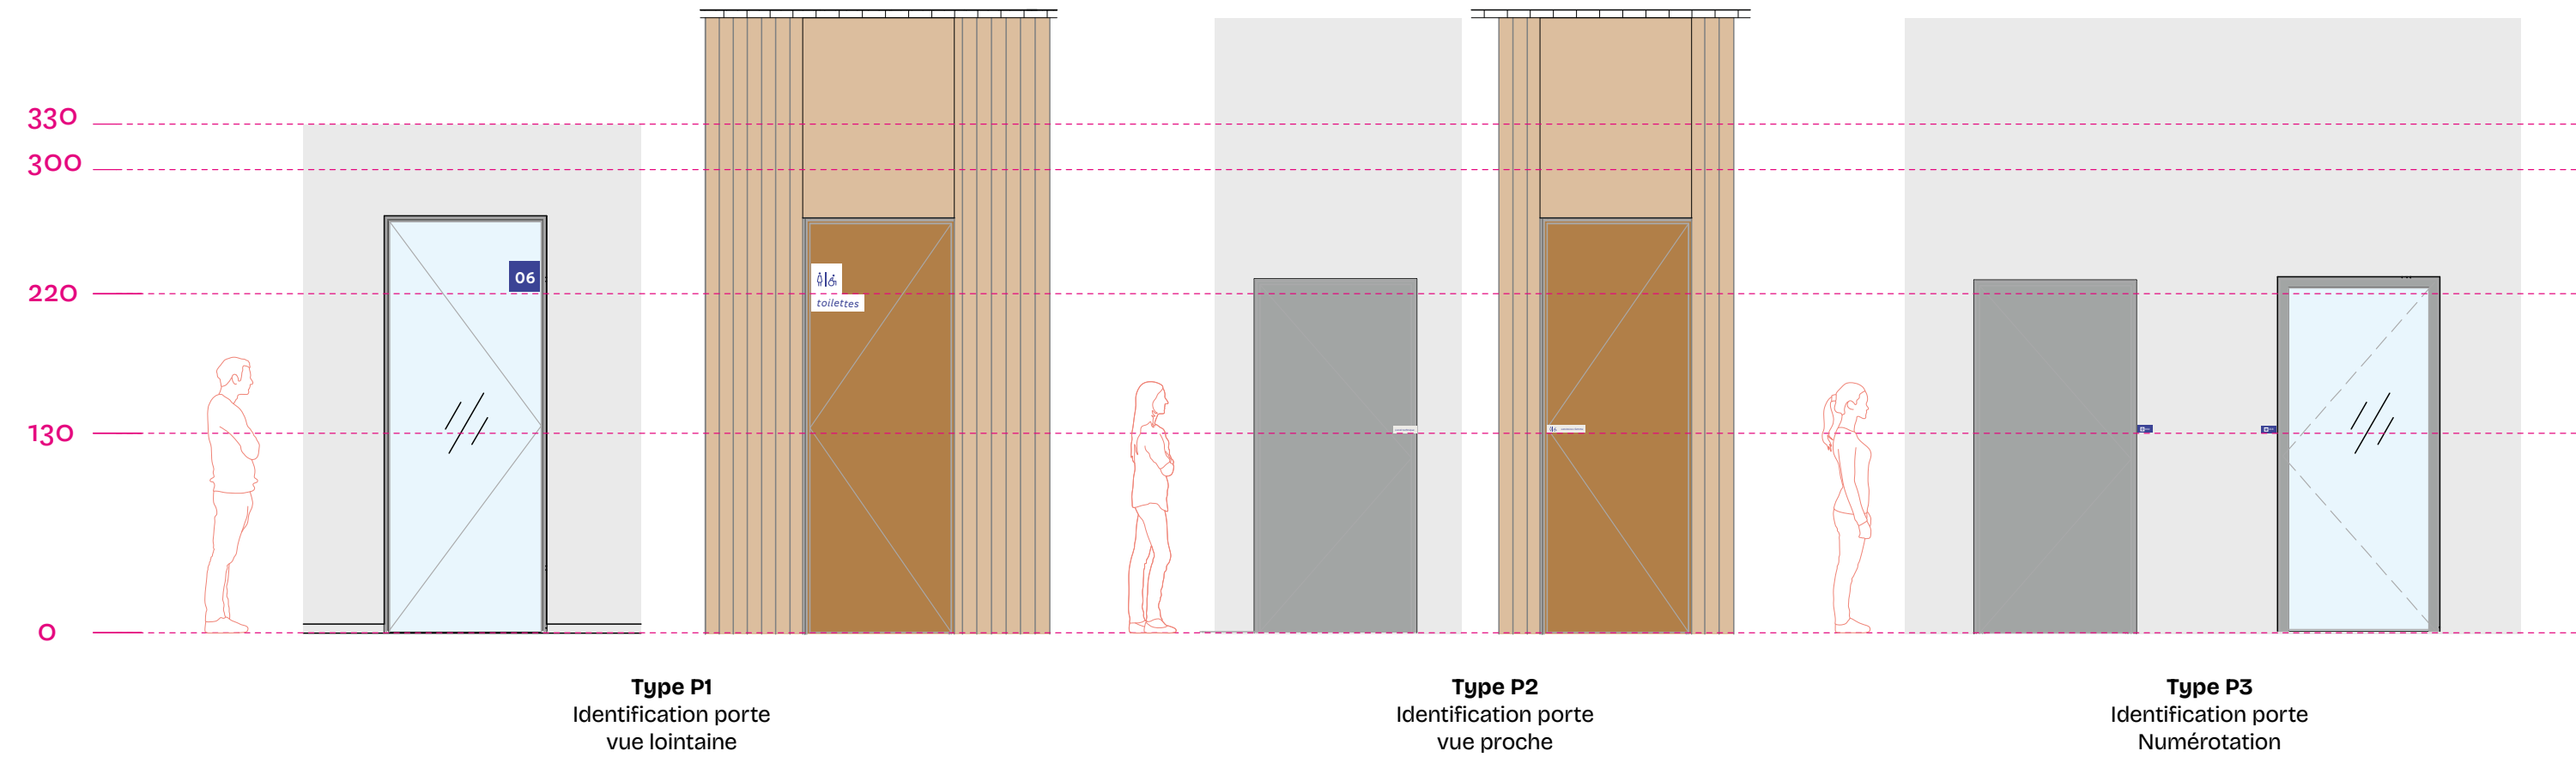 330
300
220
130
0
06
toilettes
Type P1
Identification porte
vue lointaine
Type P2
Identification porte
vue proche
Type P3
Identification porte
Numérotation